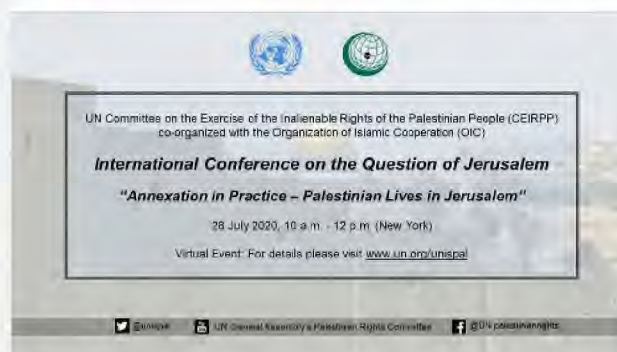 UN Committee on the Exercise of the Inalienable Rights of the Palestinian People (CEIRPP)
co-organized with the Organization of Islamic Cooperation (OIC)
International Conference on the Question of Jerusalem
"Annexation in Practice – Palestinian Lives in Jerusalem"
28 July 2020, 10 a.m. - 12 p.m. (New York)
Virtual Event: For details please visit www.un.org/unispal
@unispal UN General Assembly's Palestinian Rights Committee @UN.palestinianrights